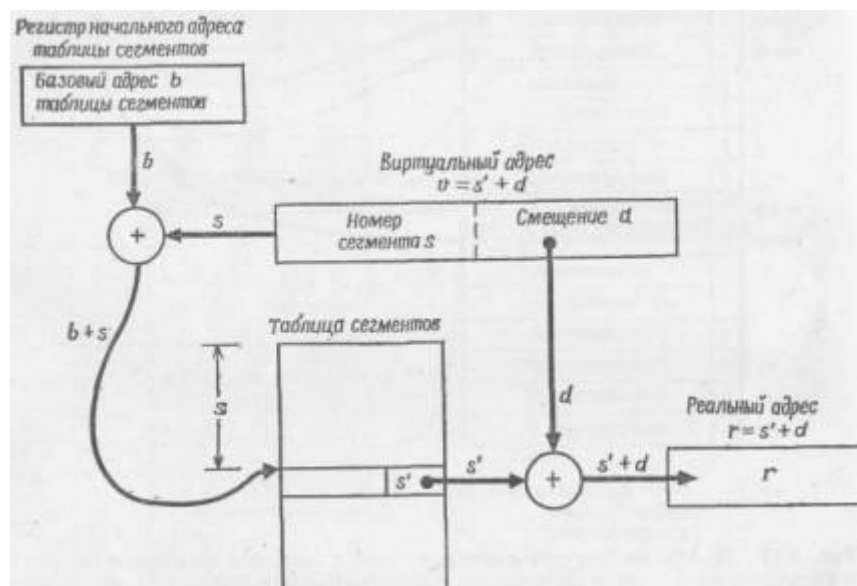 Регистр начального адреса
таблицы сегментов
Базовый адрес b
таблицы сегментов
b
Виртуальный адрес
v = s' + d
+
s
Номер
сегмента s
Смещение d
b + s
Таблица сегментов
s
d
Реальный адрес
r = s' + d
s'
s'
+
s' + d
r